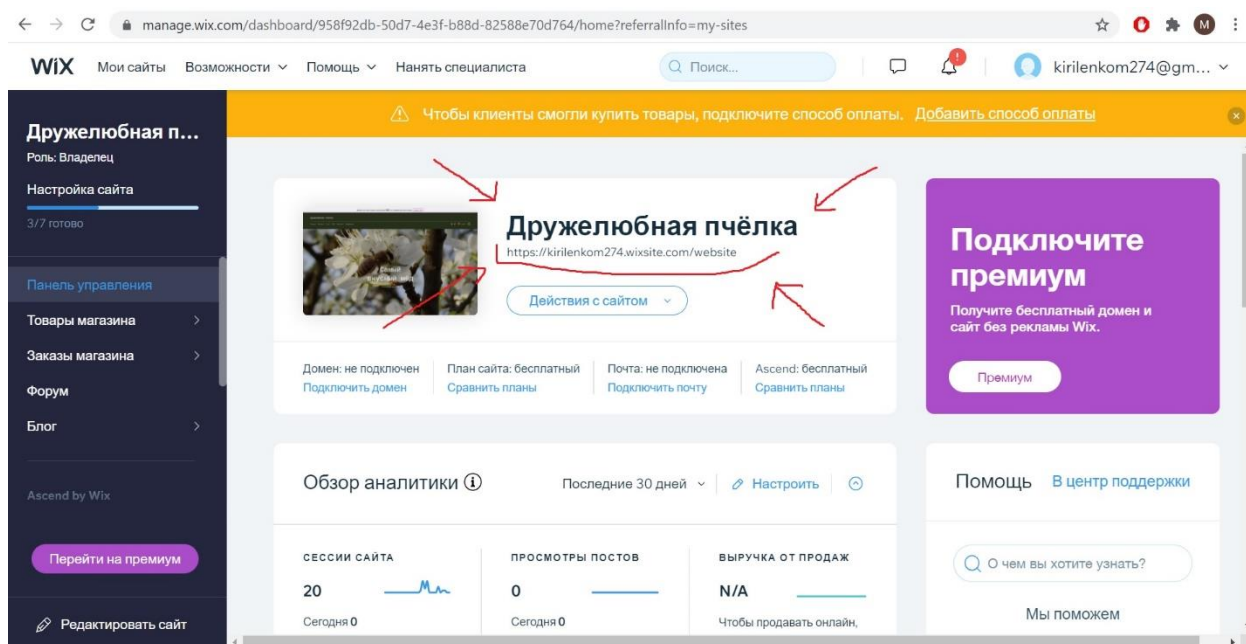 manage.wix.com/dashboard/958f92db-50d7-4e3f-b88d-82588e70d764/home?referralInfo=my-sites
M
WiX Мои сайты Возможности Помощь Нанять специалиста Поиск... kirilenkom274@gm...
Чтобы клиенты смогли купить товары, подключите способ оплаты. Добавить способ оплаты
Дружелюбная п...
Роль: Владелец
Настройка сайта
3/7 готово
Панель управления
Товары магазина
Заказы магазина
Форум
Блог
Ascend by Wix
Перейти на премиум
Редактировать сайт
Дружелюбная пчёлка
https://kirilenkom274.wixsite.com/website
Действия с сайтом
Домен: не подключен
Подключить домен
План сайта: бесплатный
Сравнить планы
Почта: не подключена
Подключить почту
Ascend: бесплатный
Сравнить планы
Подключите
премиум
Получите бесплатный домен и
сайт без рекламы Wix.
Премиум
Обзор аналитики
Последние 30 дней
Настроить
СЕССИИ САЙТА
20
Сегодня 0
ПРОСМОТРЫ ПОСТОВ
0
Сегодня 0
ВЫРУЧКА ОТ ПРОДАЖ
N/A
Чтобы продавать онлайн,
Помощь В центр поддержки
О чем вы хотите узнать?
Мы поможем